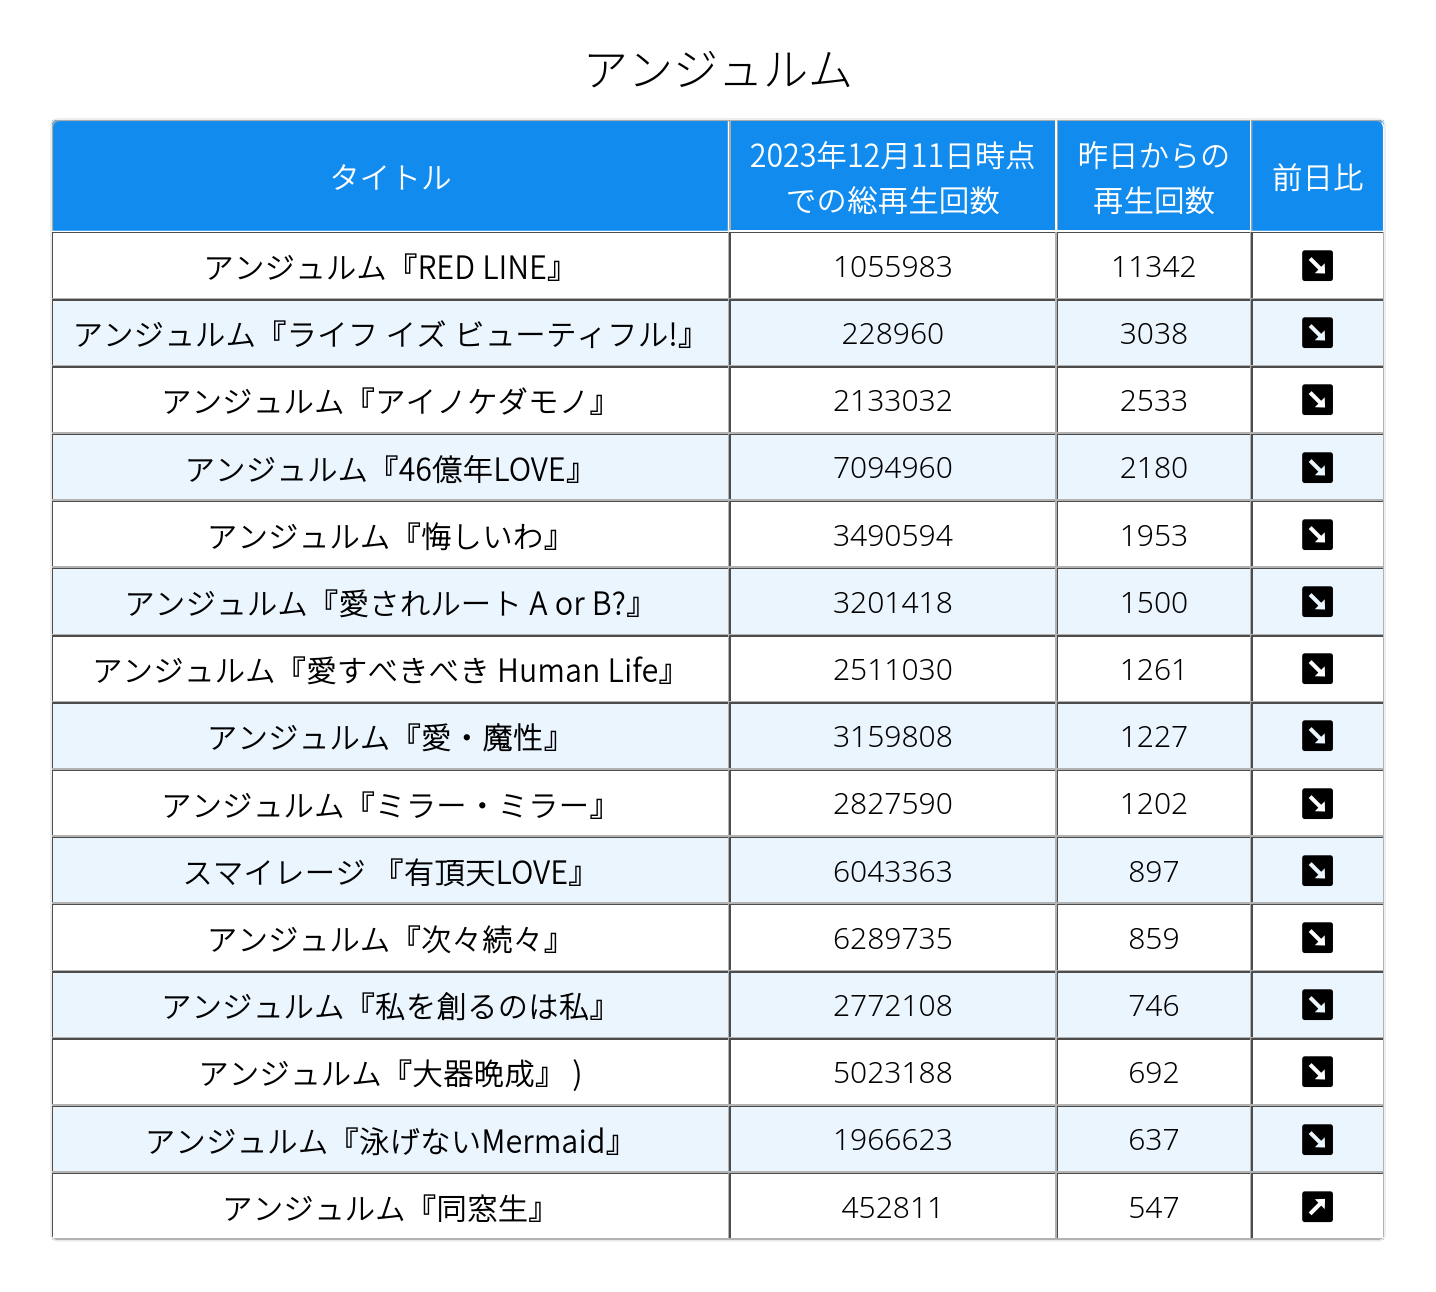 アンジュルム
タイトル
2023年12月11日時点
での総再生回数
昨日からの
再生回数
前日比
アンジュルム『RED LINE』 1055983 11342
アンジュルム『ライフ イズ ビューティフル!』 228960 3038
アンジュルム『アイノケダモノ』 2133032 2533
アンジュルム『46億年LOVE』 7094960 2180
アンジュルム『悔しいわ』 3490594 1953
アンジュルム『愛されルート A or B?』 3201418 1500
アンジュルム『愛すべきべき Human Life』 2511030 1261
アンジュルム『愛・魔性』 3159808 1227
アンジュルム『ミラー・ミラー』 2827590 1202
スマイレージ 『有頂天LOVE』 6043363 897
アンジュルム『次々続々』 6289735 859
アンジュルム『私を創るのは私』 2772108 746
アンジュルム『大器晩成』 ) 5023188 692
アンジュルム『泳げないMermaid』 1966623 637
アンジュルム『同窓生』 452811 547